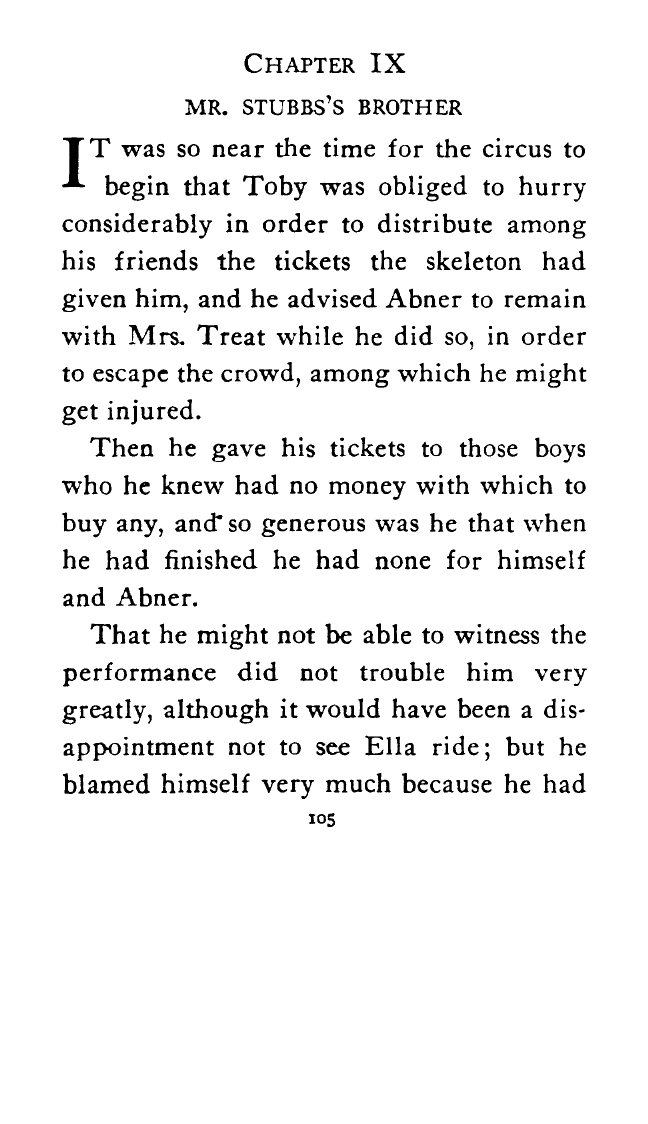 CHAPTER IX
MR. STUBBS'S BROTHER
IT was so near the time for the circus to
begin that Toby was obliged to hurry
considerably in order to distribute among
his friends the tickets the skeleton had
given him, and he advised Abner to remain
with Mrs. Treat while he did so, in order
to escape the crowd, among which he might
get injured.
Then he gave his tickets to those boys
who he knew had no money with which to
buy any, and so generous was he that when
he had finished he had none for himself
and Abner.
That he might not be able to witness the
performance did not trouble him very
greatly, although it would have been a dis-
appointment not to see Ella ride; but he
blamed himself very much because he had
105